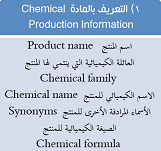 ١) التعريف بالمادة Chemical
Production Information
اسم المنتج Product name
العائلة الكيميائية التي ينتمي لها المنتج
Chemical family
الاسم الكيميائي للمنتج Chemical name
الأسماء المرادفة الأخرى للمنتج Synonyms
الصيغة الكيميائية للمنتج
Chemical formula